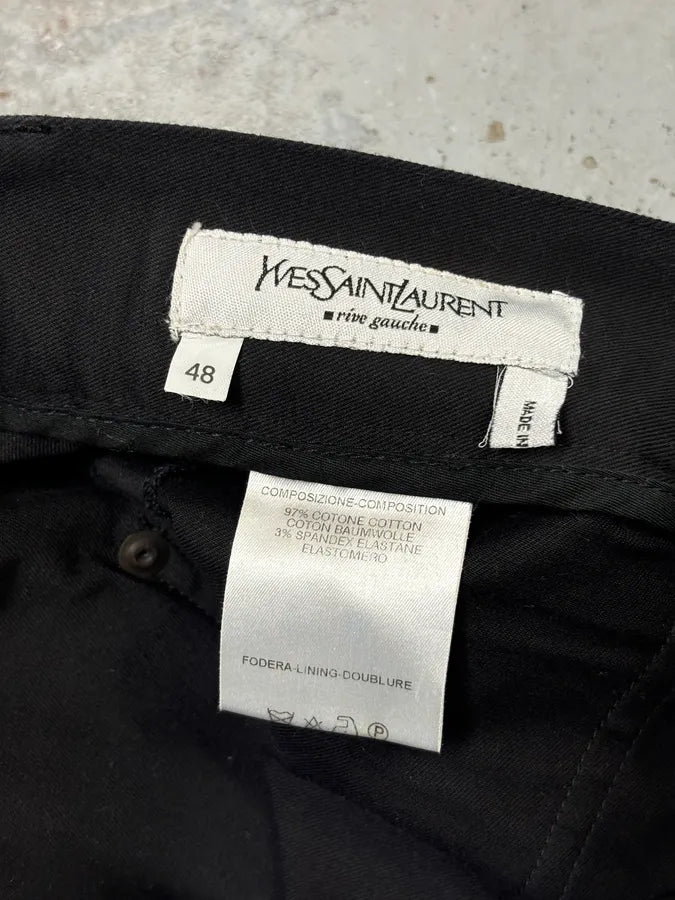 YVESSAINTLAURENT
rive gauche
48
MADE IN
COMPOSIZIONE-COMPOSITION
97% COTONE COTTON
COTON BAUMWOLLE
3% SPANDEX ELASTANE
ELASTOMERO
FODERA-LINING-DOUBLURE
P